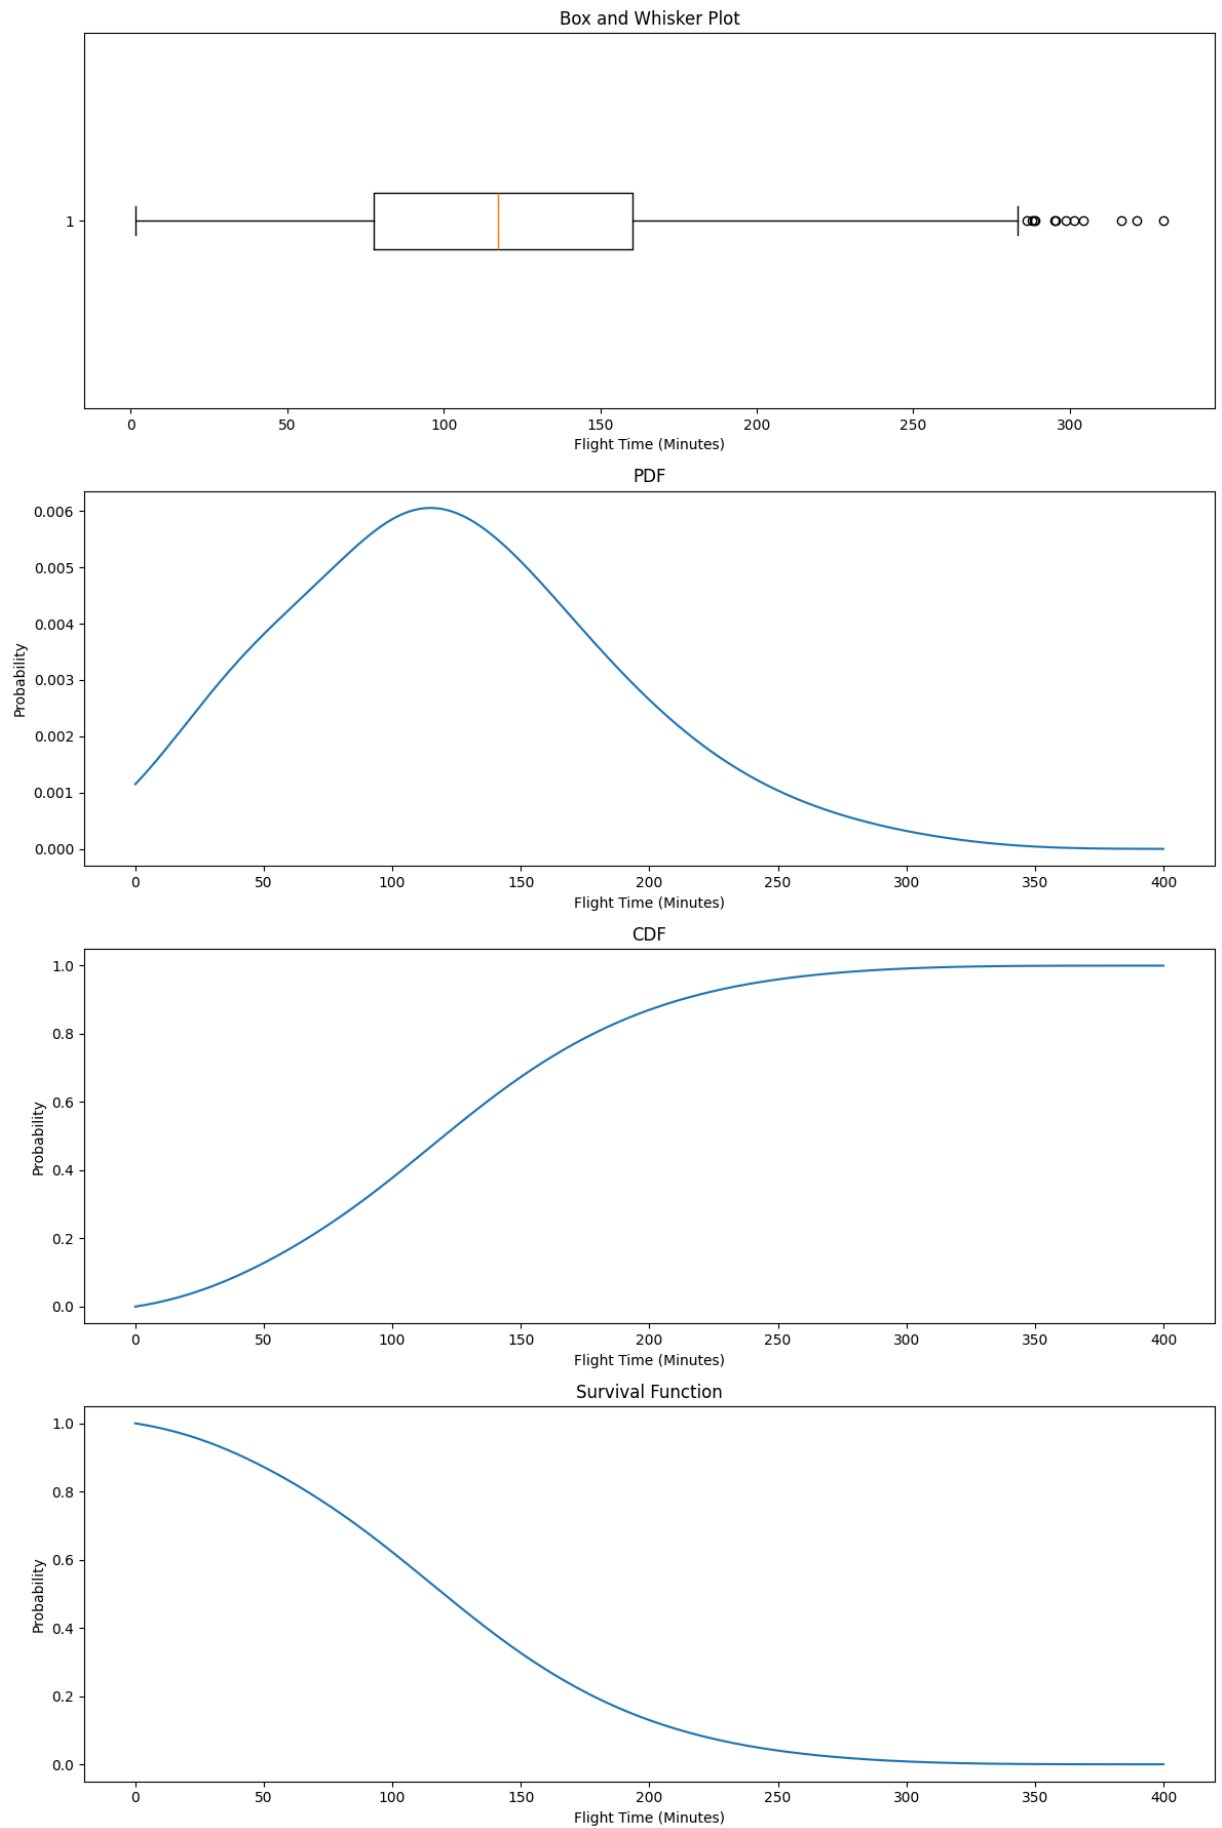 Box and Whisker Plot
1
0 50 100 150 200 250 300
Flight Time (Minutes)
PDF
0.006
0.005
0.004
0.003
0.002
0.001
0.000
Probability
0 50 100 150 200 250 300 350 400
Flight Time (Minutes)
CDF
1.0
0.8
0.6
0.4
0.2
0.0
Probability
0 50 100 150 200 250 300 350 400
Flight Time (Minutes)
Survival Function
1.0
0.8
0.6
0.4
0.2
0.0
Probability
0 50 100 150 200 250 300 350 400
Flight Time (Minutes)